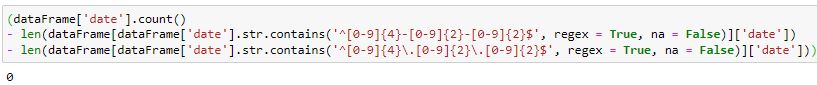 (dataFrame['date'].count()
- len(dataFrame[dataFrame['date'].str.contains('^[0-9]{4}-[0-9]{2}-[0-9]{2}$', regex = True, na = False)]['date'])
- len(dataFrame[dataFrame['date'].str.contains('^[0-9]{4}\.[0-9]{2}\.[0-9]{2}$', regex = True, na = False)]['date']))
0